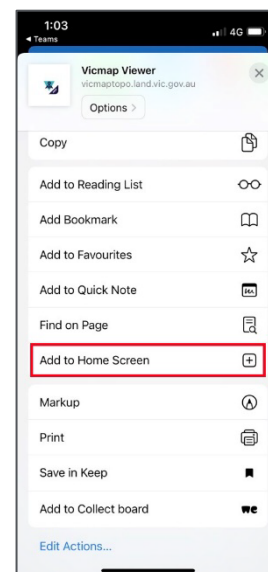 1:03
4G
Teams
Vicmap Viewer
vicmaptopo.land.vic.gov.au
Options
Copy
Add to Reading List
Add Bookmark
Add to Favourites
Add to Quick Note
Find on Page
Add to Home Screen
Markup
Print
Save in Keep
Add to Collect board
we
Edit Actions...